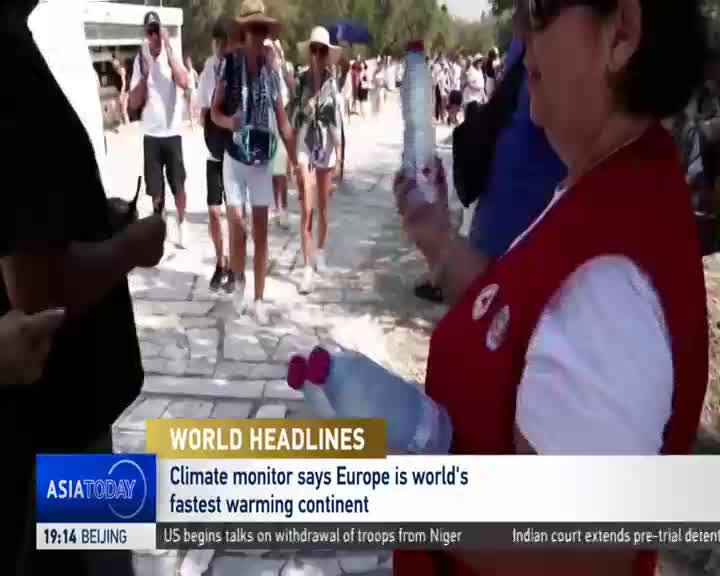 WORLD HEADLINES
Climate monitor says Europe is world's
fastest warming continent
ASIATODAY
19:14 BEIJING
US begins talks on withdrawal of troops from Niger
Indian court extends pre-trial detent